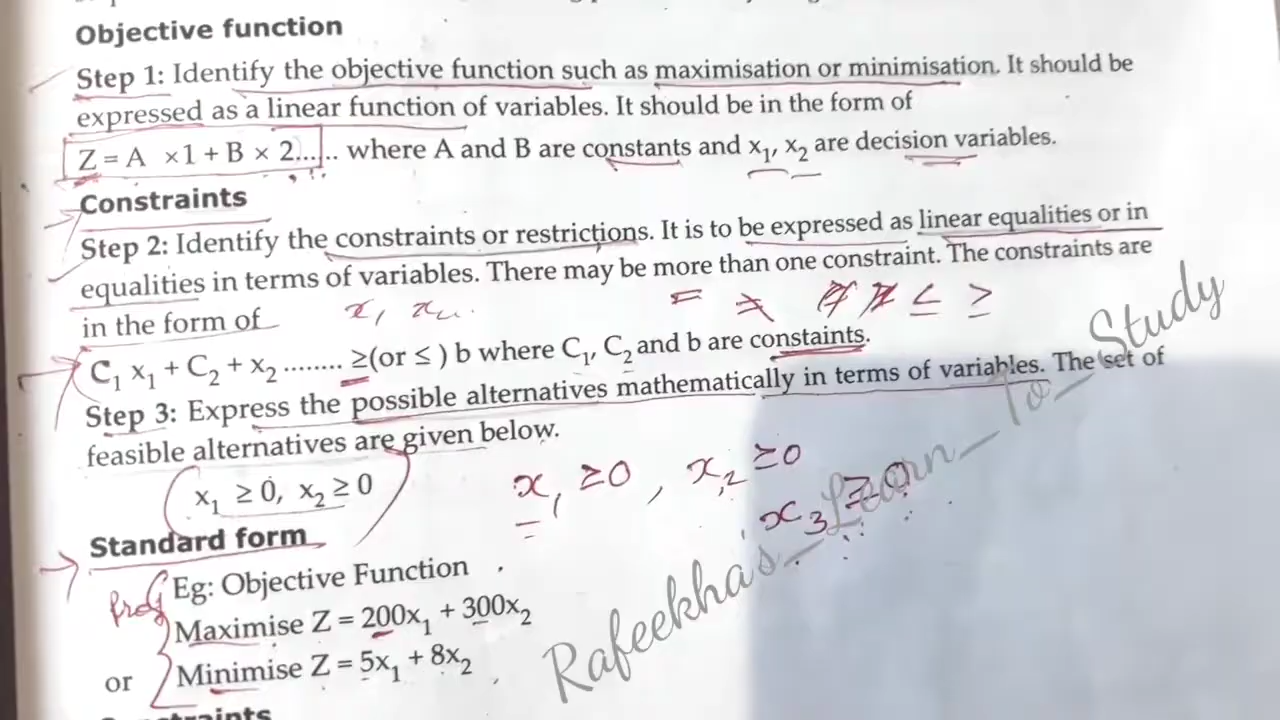 Objective function
Step 1: Identify the objective function such as maximisation or minimisation. It should be
expressed as a linear function of variables. It should be in the form of
Z = A ×1 + B × 2...... where A and B are constants and x₁, x₂ are decision variables.
Constraints
Step 2: Identify the constraints or restrictions. It is to be expressed as linear equalities or in
equalities in terms of variables. There may be more than one constraint. The constraints are
in the form of
= ≤ ≥
C₁ x₁ + C₂ + x₂ ........ ≥(or ≤ ) b where C₁, C₂ and b are constaints.
Step 3: Express the possible alternatives mathematically in terms of variables. The set of
feasible alternatives are given below.
x₁ ≥ 0, x₂ ≥ 0
x₁ ≥0 , x₂ ≥0
x₃ ≥0
Standard form
Eg: Objective Function
Maximise Z = 200x₁ + 300x₂
or Minimise Z = 5x₁ + 8x₂
Rafeekha's_Learn_To_Study